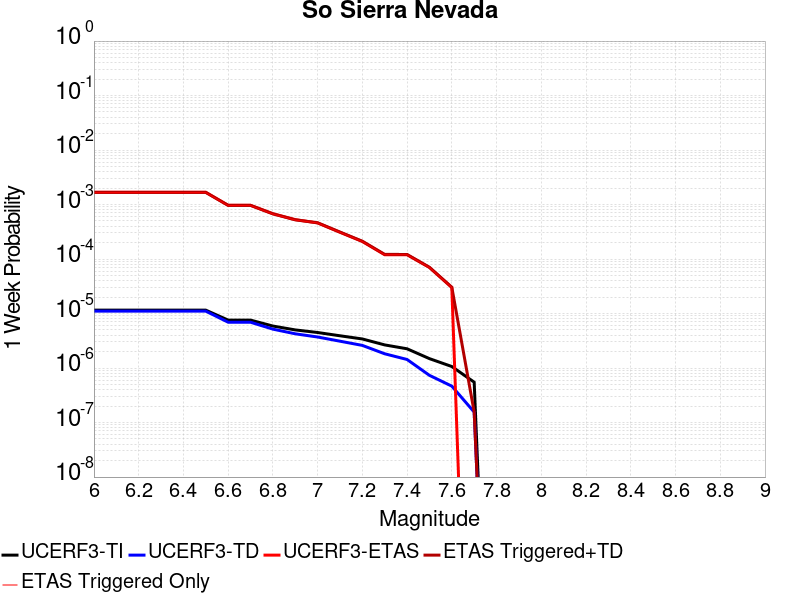 So Sierra Nevada
1 Week Probability
10^0
10^-1
10^-2
10^-3
10^-4
10^-5
10^-6
10^-7
10^-8
6 6.2 6.4 6.6 6.8 7 7.2 7.4 7.6 7.8 8 8.2 8.4 8.6 8.8 9
Magnitude
UCERF3-TI UCERF3-TD UCERF3-ETAS ETAS Triggered+TD
ETAS Triggered Only